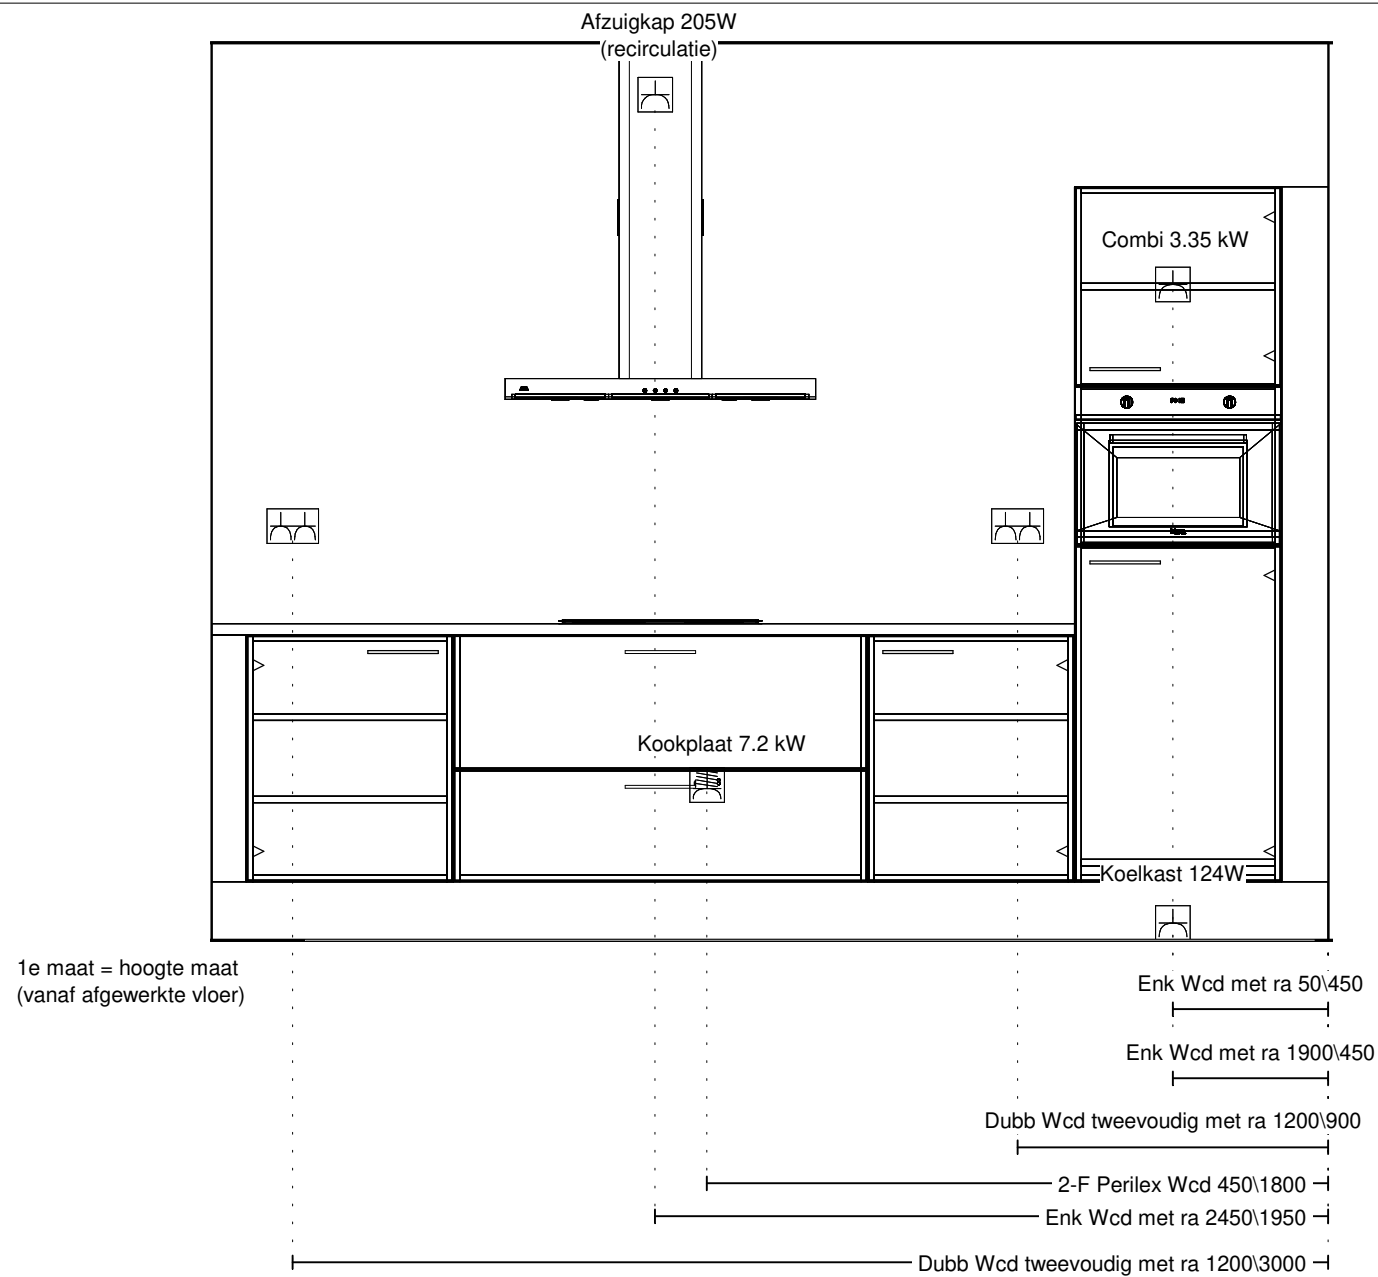 Afzuigkap 205W
(recirculatie)
Combi 3.35 kW
Kookplaat 7.2 kW
Koelkast 124W
1e maat = hoogte maat
(vanaf afgewerkte vloer)
Enk Wcd met ra 50\450
Enk Wcd met ra 1900\450
Dubb Wcd tweevoudig met ra 1200\900
2-F Perilex Wcd 450\1800
Enk Wcd met ra 2450\1950
Dubb Wcd tweevoudig met ra 1200\3000